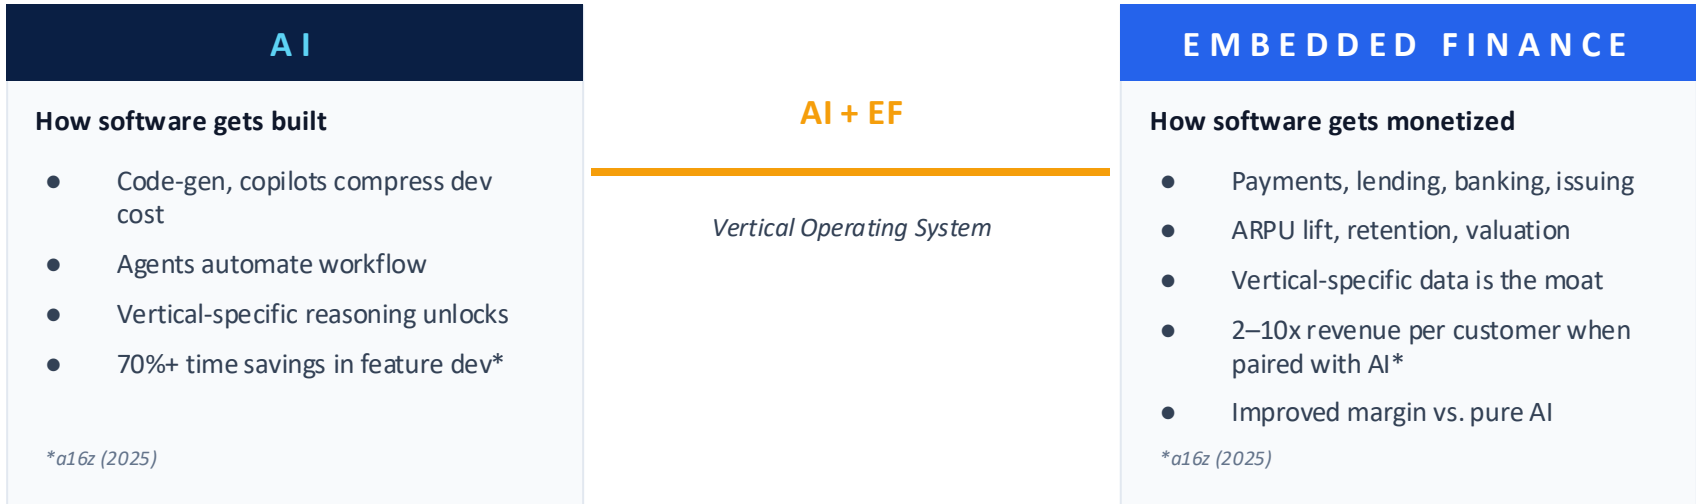 AI
How software gets built
● Code-gen, copilots compress dev
cost
● Agents automate workflow
● Vertical-specific reasoning unlocks
● 70%+ time savings in feature dev*
*a16z (2025)
AI + EF
Vertical Operating System
EMBEDDED FINANCE
How software gets monetized
● Payments, lending, banking, issuing
● ARPU lift, retention, valuation
● Vertical-specific data is the moat
● 2–10x revenue per customer when
paired with AI*
● Improved margin vs. pure AI
*a16z (2025)